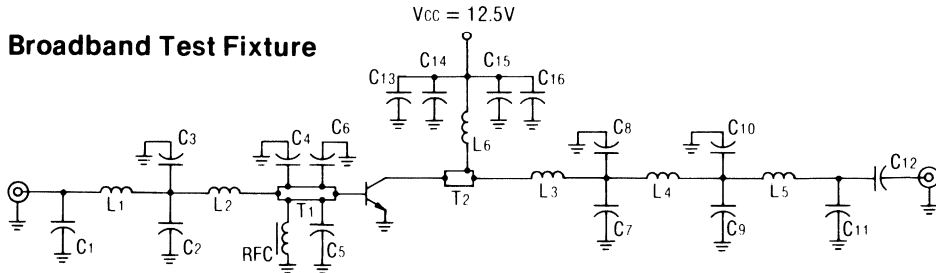 VCC = 12.5V
Broadband Test Fixture
C13 C14 C15 C16
C3 C4 C6 L6 C8 C10 C12
L1 L2 T1 T2 L3 L4 L5
C1 C2 RFC C5 C7 C9 C11